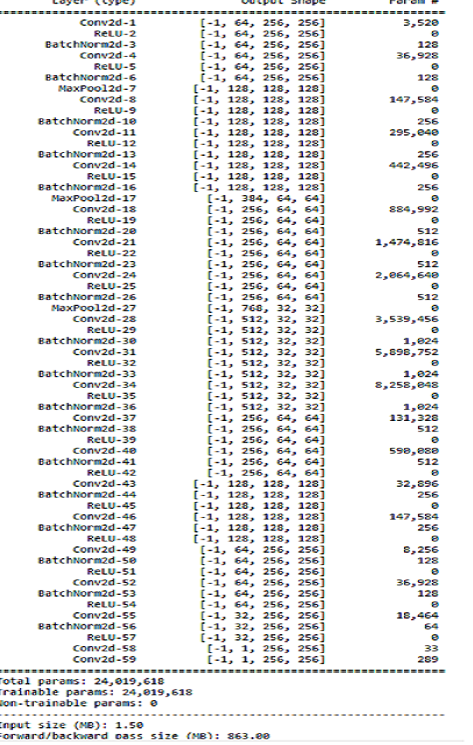 Layer (type) Output Shape Param #
================================================================
Conv2d-1 [-1, 64, 256, 256] 3,520
ReLU-2 [-1, 64, 256, 256] 0
BatchNorm2d-3 [-1, 64, 256, 256] 128
Conv2d-4 [-1, 64, 256, 256] 36,928
ReLU-5 [-1, 64, 256, 256] 0
BatchNorm2d-6 [-1, 64, 256, 256] 128
MaxPool2d-7 [-1, 128, 128, 128] 0
Conv2d-8 [-1, 128, 128, 128] 147,584
ReLU-9 [-1, 128, 128, 128] 0
BatchNorm2d-10 [-1, 128, 128, 128] 256
Conv2d-11 [-1, 128, 128, 128] 295,040
ReLU-12 [-1, 128, 128, 128] 0
BatchNorm2d-13 [-1, 128, 128, 128] 256
Conv2d-14 [-1, 128, 128, 128] 442,496
ReLU-15 [-1, 128, 128, 128] 0
BatchNorm2d-16 [-1, 128, 128, 128] 256
MaxPool2d-17 [-1, 384, 64, 64] 0
Conv2d-18 [-1, 256, 64, 64] 884,992
ReLU-19 [-1, 256, 64, 64] 0
BatchNorm2d-20 [-1, 256, 64, 64] 512
Conv2d-21 [-1, 256, 64, 64] 1,474,816
ReLU-22 [-1, 256, 64, 64] 0
BatchNorm2d-23 [-1, 256, 64, 64] 512
Conv2d-24 [-1, 256, 64, 64] 2,064,640
ReLU-25 [-1, 256, 64, 64] 0
BatchNorm2d-26 [-1, 256, 64, 64] 512
MaxPool2d-27 [-1, 768, 32, 32] 0
Conv2d-28 [-1, 512, 32, 32] 3,539,456
ReLU-29 [-1, 512, 32, 32] 0
BatchNorm2d-30 [-1, 512, 32, 32] 1,024
Conv2d-31 [-1, 512, 32, 32] 5,898,752
ReLU-32 [-1, 512, 32, 32] 0
BatchNorm2d-33 [-1, 512, 32, 32] 1,024
Conv2d-34 [-1, 512, 32, 32] 8,258,048
ReLU-35 [-1, 512, 32, 32] 0
BatchNorm2d-36 [-1, 512, 32, 32] 1,024
Conv2d-37 [-1, 256, 64, 64] 131,328
BatchNorm2d-38 [-1, 256, 64, 64] 512
ReLU-39 [-1, 256, 64, 64] 0
Conv2d-40 [-1, 256, 64, 64] 590,080
BatchNorm2d-41 [-1, 256, 64, 64] 512
ReLU-42 [-1, 256, 64, 64] 0
Conv2d-43 [-1, 128, 128, 128] 32,896
BatchNorm2d-44 [-1, 128, 128, 128] 256
ReLU-45 [-1, 128, 128, 128] 0
Conv2d-46 [-1, 128, 128, 128] 147,584
BatchNorm2d-47 [-1, 128, 128, 128] 256
ReLU-48 [-1, 128, 128, 128] 0
Conv2d-49 [-1, 64, 256, 256] 8,256
BatchNorm2d-50 [-1, 64, 256, 256] 128
ReLU-51 [-1, 64, 256, 256] 0
Conv2d-52 [-1, 64, 256, 256] 36,928
BatchNorm2d-53 [-1, 64, 256, 256] 128
ReLU-54 [-1, 64, 256, 256] 0
Conv2d-55 [-1, 32, 256, 256] 18,464
BatchNorm2d-56 [-1, 32, 256, 256] 64
ReLU-57 [-1, 32, 256, 256] 0
Conv2d-58 [-1, 1, 256, 256] 33
Conv2d-59 [-1, 1, 256, 256] 289
================================================================
Total params: 24,019,618
Trainable params: 24,019,618
Non-trainable params: 0
----------------------------------------------------------------
Input size (MB): 1.50
Forward/backward pass size (MB): 863.00